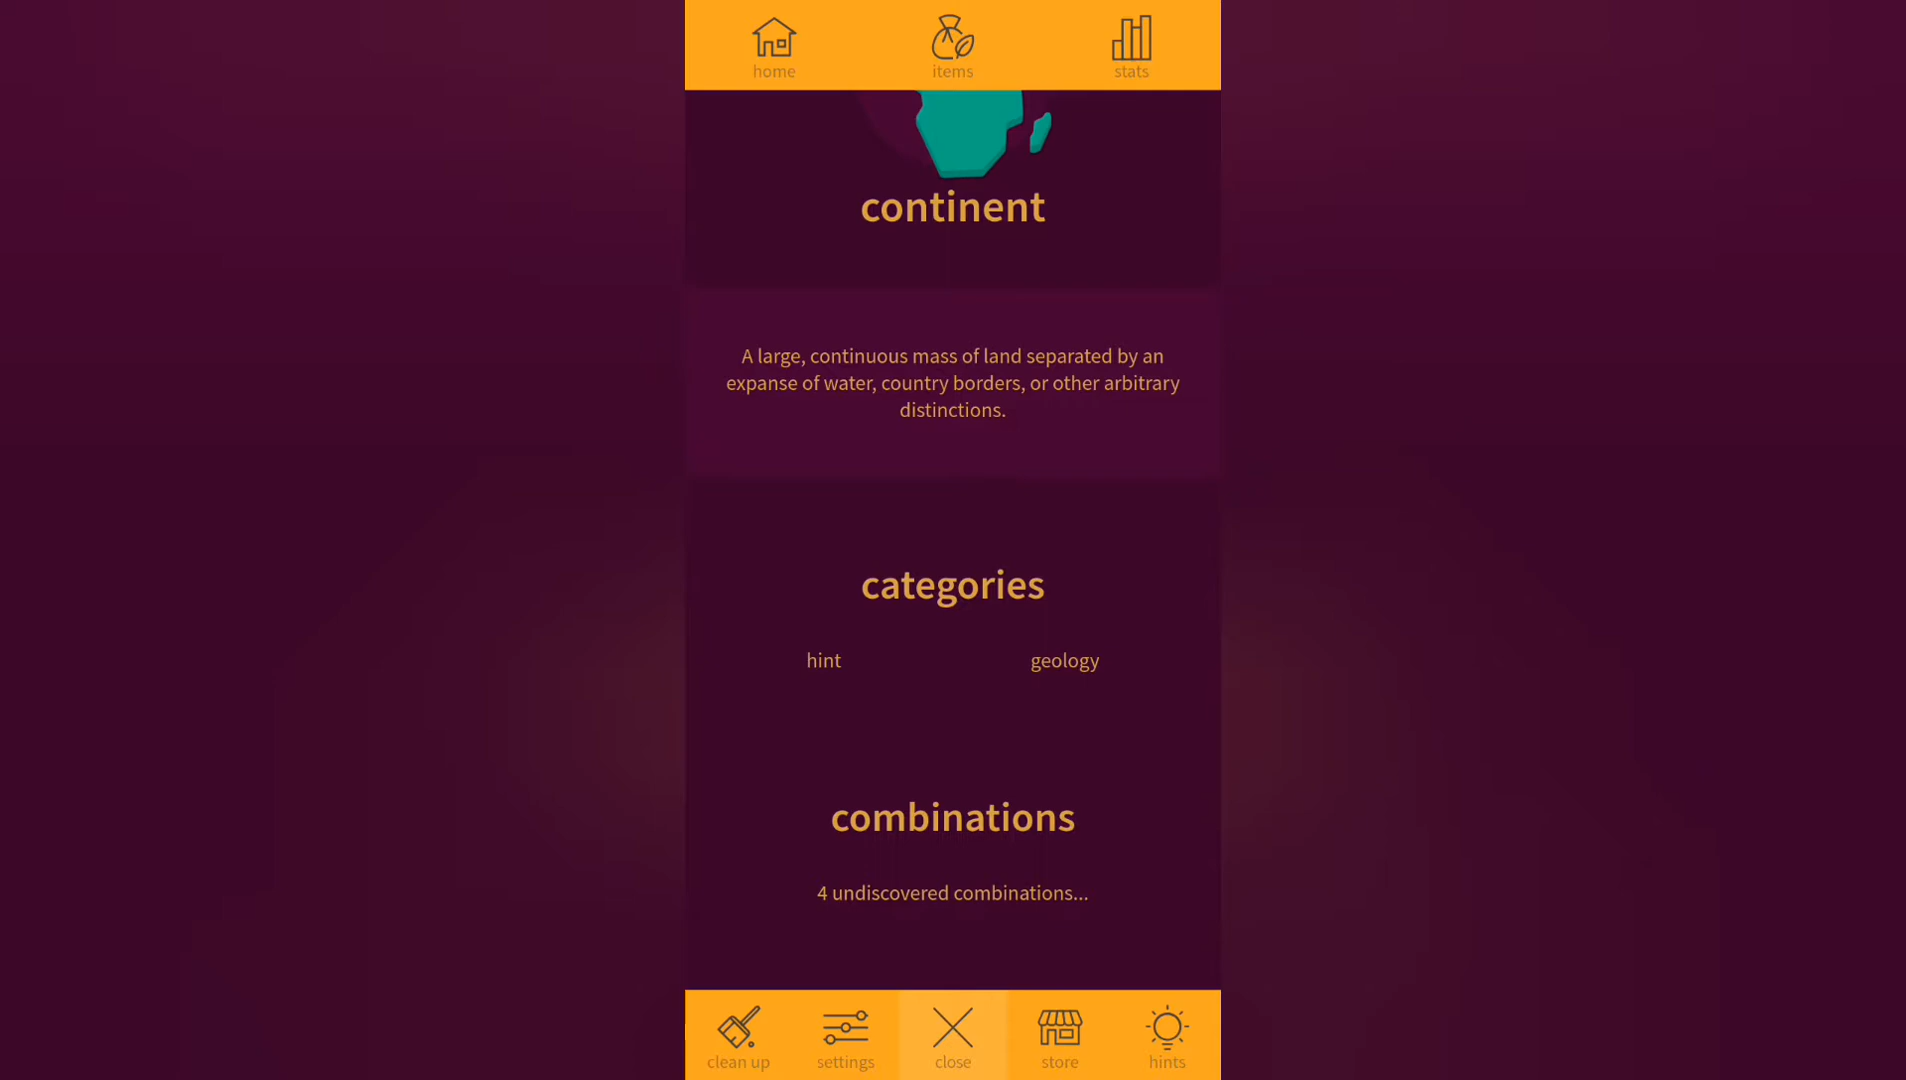 home
items
stats
continent
A large, continuous mass of land separated by an
expanse of water, country borders, or other arbitrary
distinctions.
categories
hint
geology
combinations
4 undiscovered combinations...
clean up
settings
close
store
hints